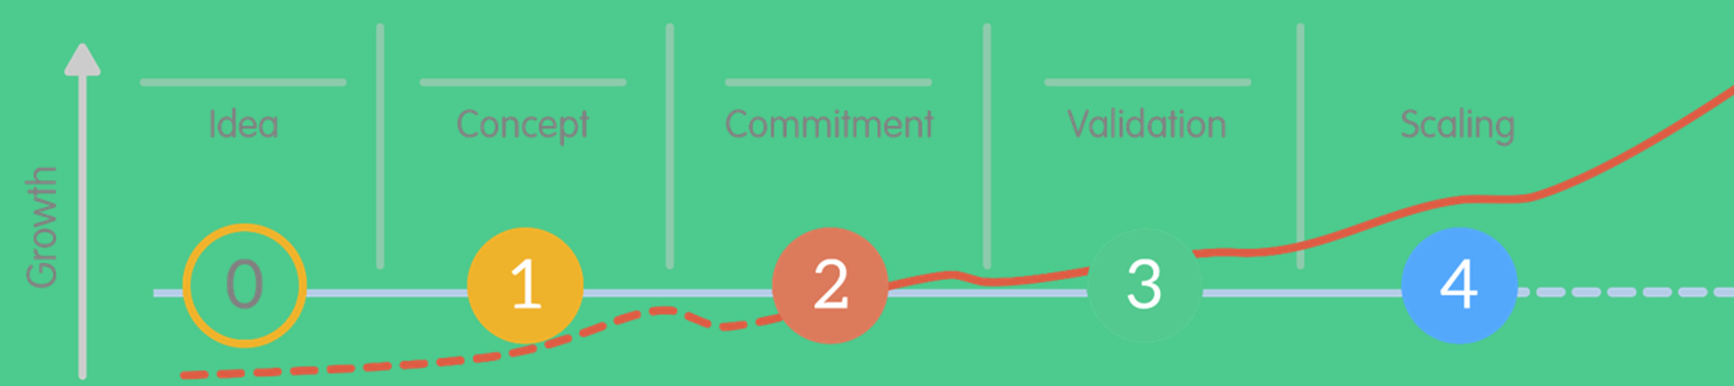 Idea
Concept
Commitment
Validation
Scaling
Growth
0
1
2
3
4